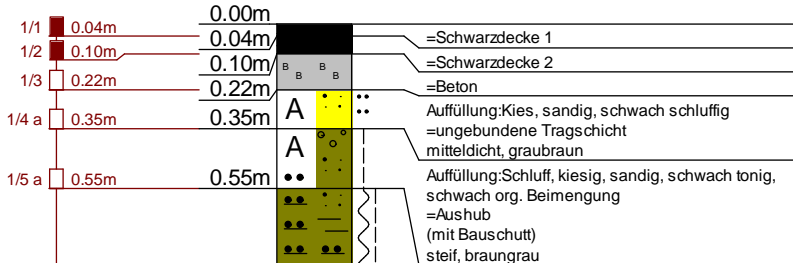 0.00m
1/1 0.04m 0.04m =Schwarzdecke 1
1/2 0.10m 0.10m =Schwarzdecke 2
B B B B
1/3 0.22m 0.22m =Beton
A Auffüllung:Kies, sandig, schwach schluffig
1/4 a 0.35m 0.35m =ungebundene Tragschicht
mitteldicht, graubraun
A Auffüllung:Schluff, kiesig, sandig, schwach tonig,
1/5 a 0.55m 0.55m schwach org. Beimengung
=Aushub
(mit Bauschutt)
steif, braungrau